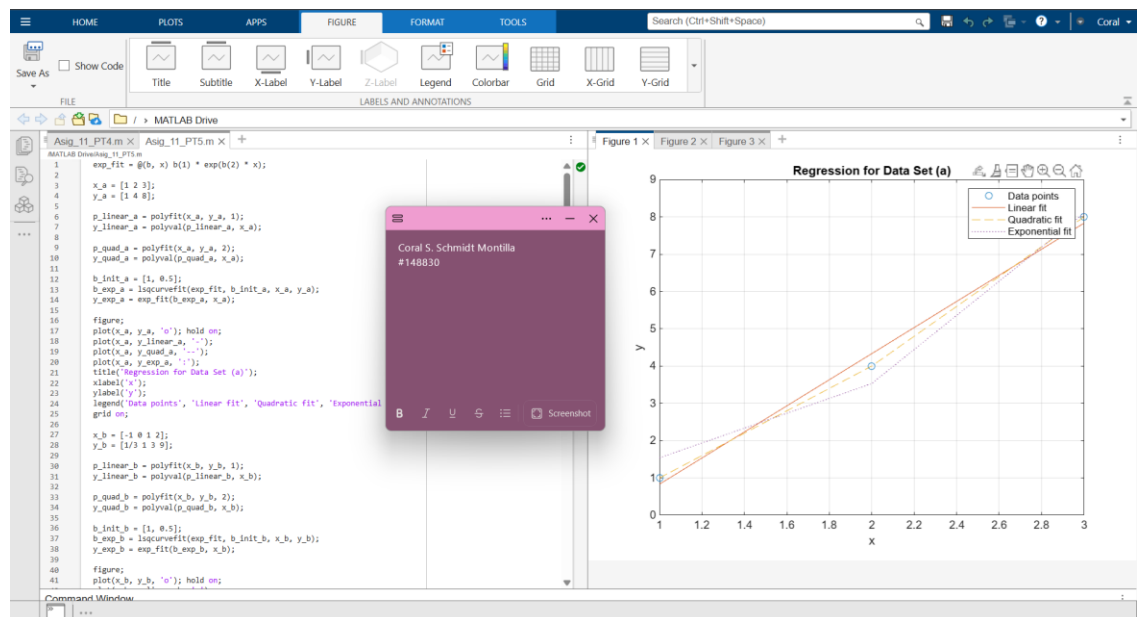 HOME PLOTS APPS FIGURE FORMAT TOOLS Search (Ctrl+Shift+Space) Coral
Save As
Show Code
Title Subtitle X-Label Y-Label Z-Label Legend Colorbar Grid X-Grid Y-Grid
FILE LABELS AND ANNOTATIONS
/ › MATLAB Drive
Asig_11_PT4.m × Asig_11_PT5.m × +
/MATLAB Drive/Asig_11_PT5.m
1 exp_fit = @(b, x) b(1) * exp(b(2) * x);
2
3 x_a = [1 2 3];
4 y_a = [1 4 8];
5
6 p_linear_a = polyfit(x_a, y_a, 1);
7 y_linear_a = polyval(p_linear_a, x_a);
8
9 p_quad_a = polyfit(x_a, y_a, 2);
10 y_quad_a = polyval(p_quad_a, x_a);
11
12 b_init_a = [1, 0.5];
13 b_exp_a = lsqcurvefit(exp_fit, b_init_a, x_a, y_a);
14 y_exp_a = exp_fit(b_exp_a, x_a);
15
16 figure;
17 plot(x_a, y_a, 'o'); hold on;
18 plot(x_a, y_linear_a, '-');
19 plot(x_a, y_quad_a, '--');
20 plot(x_a, y_exp_a, ':');
21 title('Regression for Data Set (a)');
22 xlabel('x');
23 ylabel('y');
24 legend('Data points', 'Linear fit', 'Quadratic fit', 'Exponential
25 grid on;
26
27 x_b = [-1 0 1 2];
28 y_b = [1/3 1 3 9];
29
30 p_linear_b = polyfit(x_b, y_b, 1);
31 y_linear_b = polyval(p_linear_b, x_b);
32
33 p_quad_b = polyfit(x_b, y_b, 2);
34 y_quad_b = polyval(p_quad_b, x_b);
35
36 b_init_b = [1, 0.5];
37 b_exp_b = lsqcurvefit(exp_fit, b_init_b, x_b, y_b);
38 y_exp_b = exp_fit(b_exp_b, x_b);
39
40 figure;
41 plot(x_b, y_b, 'o'); hold on;
Command Window
Coral S. Schmidt Montilla
#148830
B I U S Screenshot
Figure 1 × Figure 2 × Figure 3 × +
Regression for Data Set (a)
Data points
Linear fit
Quadratic fit
Exponential fit
9
8
7
6
5
4
3
2
1
0
y
1 1.2 1.4 1.6 1.8 2 2.2 2.4 2.6 2.8 3
x